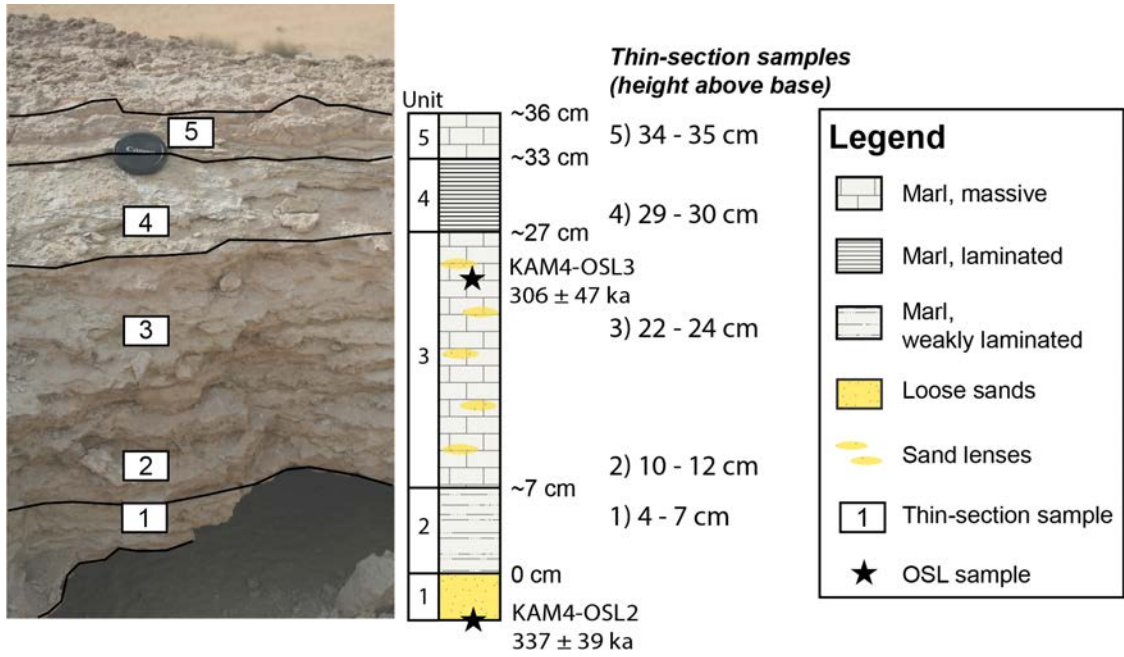 Thin-section samples
(height above base)
Unit
5
4
3
2
1
5
4
3
2
1
~36 cm
~33 cm
~27 cm
KAM4-OSL3
306 ± 47 ka
~7 cm
0 cm
KAM4-OSL2
337 ± 39 ka
5) 34 - 35 cm
4) 29 - 30 cm
3) 22 - 24 cm
2) 10 - 12 cm
1) 4 - 7 cm
Legend
Marl, massive
Marl, laminated
Marl,
weakly laminated
Loose sands
Sand lenses
1 Thin-section sample
OSL sample